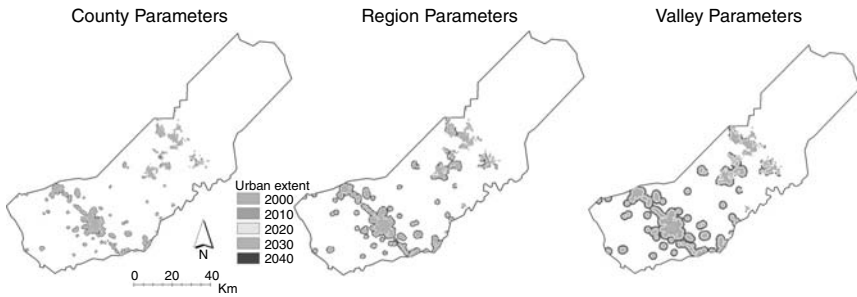 County Parameters
Region Parameters
Valley Parameters
Urban extent
2000
2010
2020
2030
2040
N
0 20 40
Km